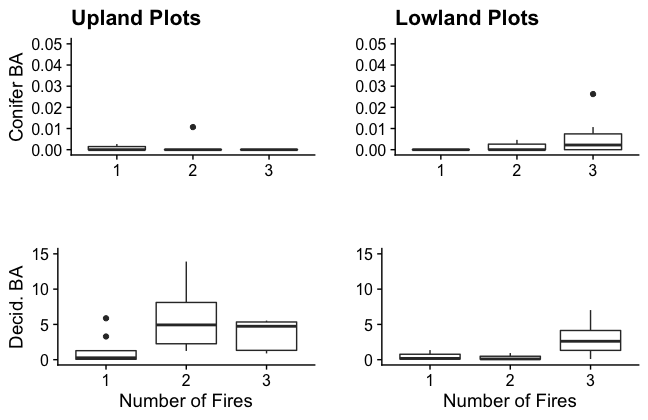 Upland Plots
Lowland Plots
Conifer BA
0.05
0.04
0.03
0.02
0.01
0.00
1 2 3
0.05
0.04
0.03
0.02
0.01
0.00
1 2 3
Decid. BA
15
10
5
0
1 2 3
Number of Fires
15
10
5
0
1 2 3
Number of Fires